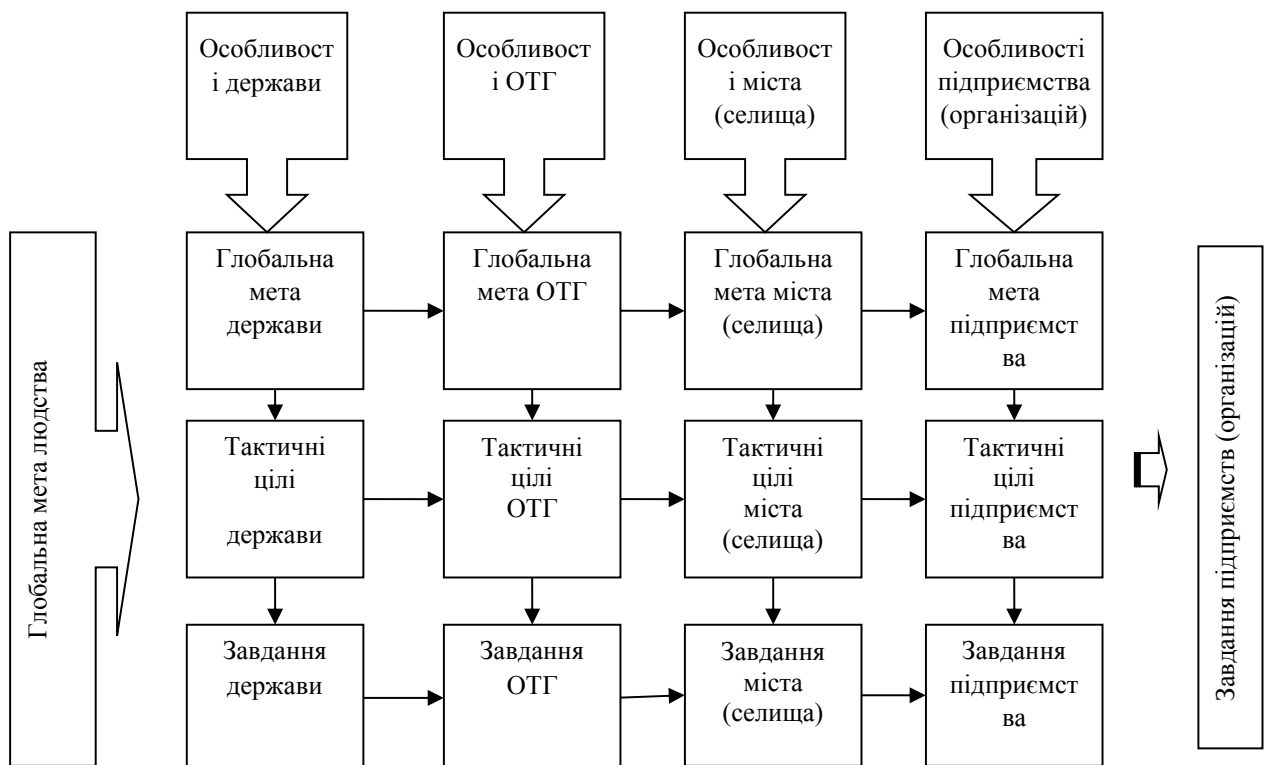 Особливост
і держави
Особливост
і ОТГ
Особливост
і міста
(селища)
Особливості
підприємства
(організацій)
Глобальна мета людства
Глобальна
мета
держави
Глобальна
мета ОТГ
Глобальна
мета міста
(селища)
Глобальна
мета
підприємст
ва
Тактичні
цілі
держави
Тактичні
цілі
ОТГ
Тактичні
цілі
міста
(селища)
Тактичні
цілі
підприємст
ва
Завдання
держави
Завдання
ОТГ
Завдання
міста
(селища)
Завдання
підприємст
ва
Завдання підприємств (організацій)